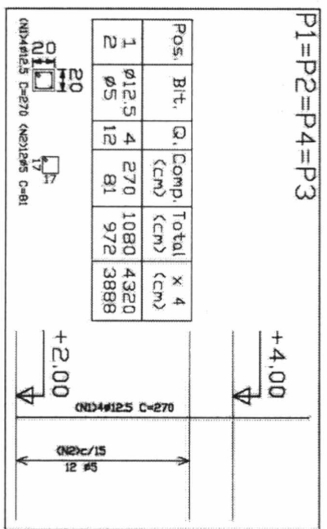 P1=P2=P4=P3
Pos. Bit. Q. Comp. (cm) Total (cm) x 4 (cm)
1 Ø12.5 4 270 1080 4320
2 Ø5 12 81 972 3888
20
20
17
17
(N1)4Ø12.5 C=270 (N2)12Ø5 C=81
+4,00
+2,00
(N1)4Ø12.5 C=270
(N2)c/15
12 Ø5